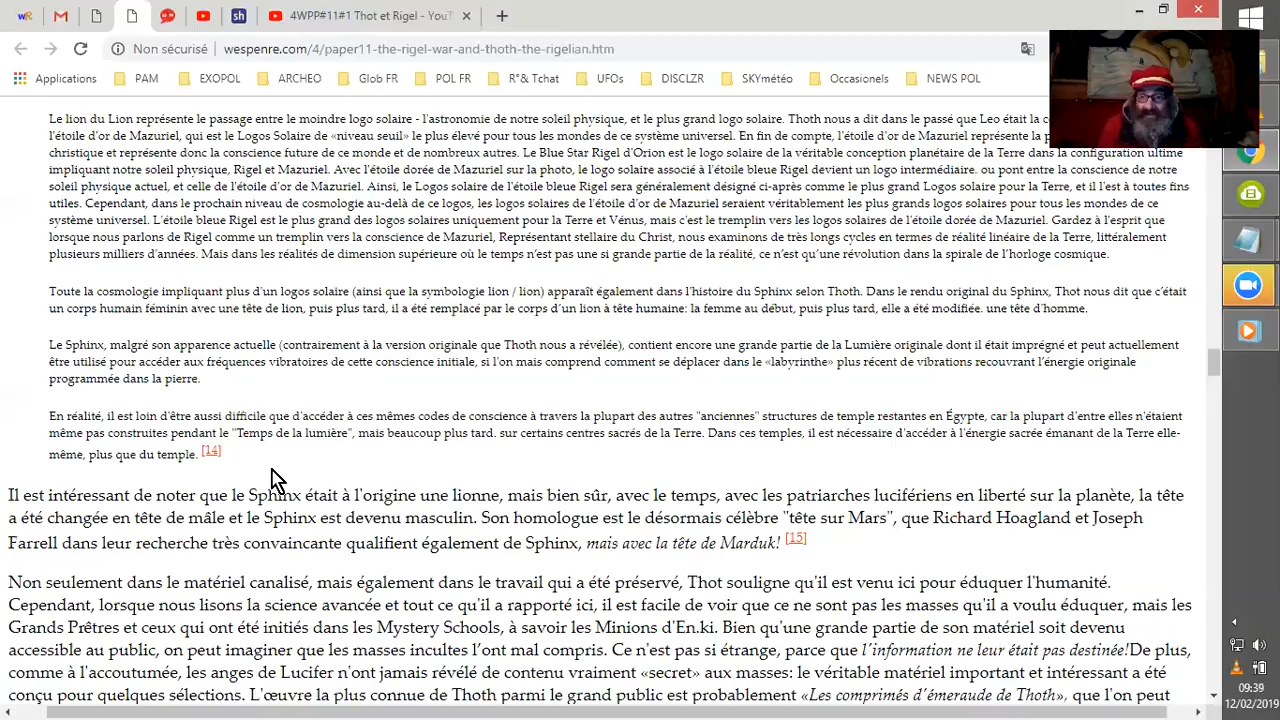 4WPP#11#1 Thot et Rigel - YouT
Non sécurisé
wespenre.com/4/paper11-the-rigel-war-and-thoth-the-rigelian.htm
Applications PAM EXOPOL ARCHEO Glob FR POL FR R°& Tchat UFOs DISCLZR SKYmétéo Occasionels NEWS POL
Le lion du Lion représente le passage entre le moindre logo solaire - l'astronomie de notre soleil physique, et le plus grand logo solaire. Thoth nous a dit dans le passé que Leo était la
l'étoile d'or de Mazuriel, qui est le Logos Solaire de «niveau seuil» le plus élevé pour tous les mondes de ce système universel. En fin de compte, l'étoile d'or de Mazuriel représente la
christique et représente donc la conscience future de ce stade et de nombreux autres. Le Blue Star Rigel d'Orion est le logo solaire de la véritable conception planétaire de la Terre dans la configuration ultime
impliquant notre soleil physique, Rigel et Mazuriel. Avec l'étoile dorée de Mazuriel sur la photo, le logo solaire associé à l'étoile bleue Rigel devient un logo intermédiaire. ou pont entre la conscience de notre
soleil physique actuel, et celle de l'étoile d'or de Mazuriel. Ainsi, le Logos solaire de l'étoile bleue Rigel sera généralement désigné ci-après comme le plus grand Logos solaire pour la Terre, et il l'est à toutes fins
utiles. Cependant, dans le prochain niveau de cosmologie au-delà de ce logos, les logos solaires de l'étoile d'or de Mazuriel seraient véritablement les plus grands logos solaires pour tous les mondes de ce
système universel. L'étoile bleue Rigel est le plus grand des logos solaires uniquement pour la Terre et Vénus, mais c'est le tremplin vers les logos solaires de l'étoile dorée de Mazuriel. Gardez à l'esprit que
lorsque nous parlons de Rigel comme un tremplin vers la conscience de Mazuriel, Représentant stellaire du Christ, nous examinons de très longs cycles en termes de réalité linéaire de la Terre, littéralement
plusieurs milliers d'années. Mais dans les réalités de dimension supérieure où le temps n'est pas une si grande partie de la réalité, ce n'est qu'une révolution dans la spirale de l'horloge cosmique.
Toute la cosmologie impliquant plus d'un logos solaire (ainsi que la symbologie lion / lion) apparaît également dans l'histoire du Sphinx selon Thoth. Dans le rendu original du Sphinx, Thot nous dit que c'était
un corps humain féminin avec une tête de lion, puis plus tard, il a été remplacé par le corps d'un lion à tête humaine: la femme au début, puis plus tard, elle a été modifiée. une tête d'homme.
Le Sphinx, malgré son apparence actuelle (contrairement à la version originale que Thoth nous a révélée), contient encore une grande partie de la Lumière originale dont il était imprégné et peut actuellement
être utilisé pour accéder aux fréquences vibratoires de cette conscience initiale, si l'on mais comprend comment se déplacer dans le «labyrinthe» plus récent de vibrations recouvrant l'énergie originale
programmée dans la pierre.
En réalité, il est loin d'être aussi difficile que d'accéder à ces mêmes codes de conscience à travers la plupart des autres "anciennes" structures de temple restantes en Égypte, car la plupart d'entre elles n'étaient
même pas construites pendant le "Temps de la lumière", mais beaucoup plus tard. sur certains centres sacrés de la Terre. Dans ces temples, il est nécessaire d'accéder à l'énergie sacrée émanant de la Terre elle-
même, plus que du temple. [14]
Il est intéressant de noter que le Sphinx était à l'origine une lionne, mais bien sûr, avec le temps, avec les patriarches lucifériens en liberté sur la planète, la tête
a été changée en tête de mâle et le Sphinx est devenu masculin. Son homologue est le désormais célèbre "tête sur Mars", que Richard Hoagland et Joseph
Farrell dans leur recherche très convaincante qualifient également de Sphinx, mais avec la tête de Marduk! [15]
Non seulement dans le matériel canalisé, mais également dans le travail qui a été préservé, Thot souligne qu'il est venu ici pour éduquer l'humanité.
Cependant, lorsque nous lisons la science avancée et tout ce qu'il a rapporté ici, il est facile de voir que ce ne sont pas les masses qu'il a voulu éduquer, mais les
Grands Prêtres et ceux qui ont été initiés dans les Mystery Schools, à savoir les Minions d'En.ki. Bien qu'une grande partie de son matériel soit devenu
accessible au public, on peut imaginer que les masses incultes l'ont mal compris. Ce n'est pas si étrange, parce que l'information ne leur était pas destinée!De plus,
comme à l'accoutumée, les anges de Lucifer n'ont jamais révélé de contenu vraiment «secret» aux masses: le véritable matériel important et intéressant a été
conçu pour quelques sélections. L'œuvre la plus connue de Thoth parmi le grand public est probablement «Les comprimés d'émeraude de Thoth», que l'on peut
09:39
12/02/2019